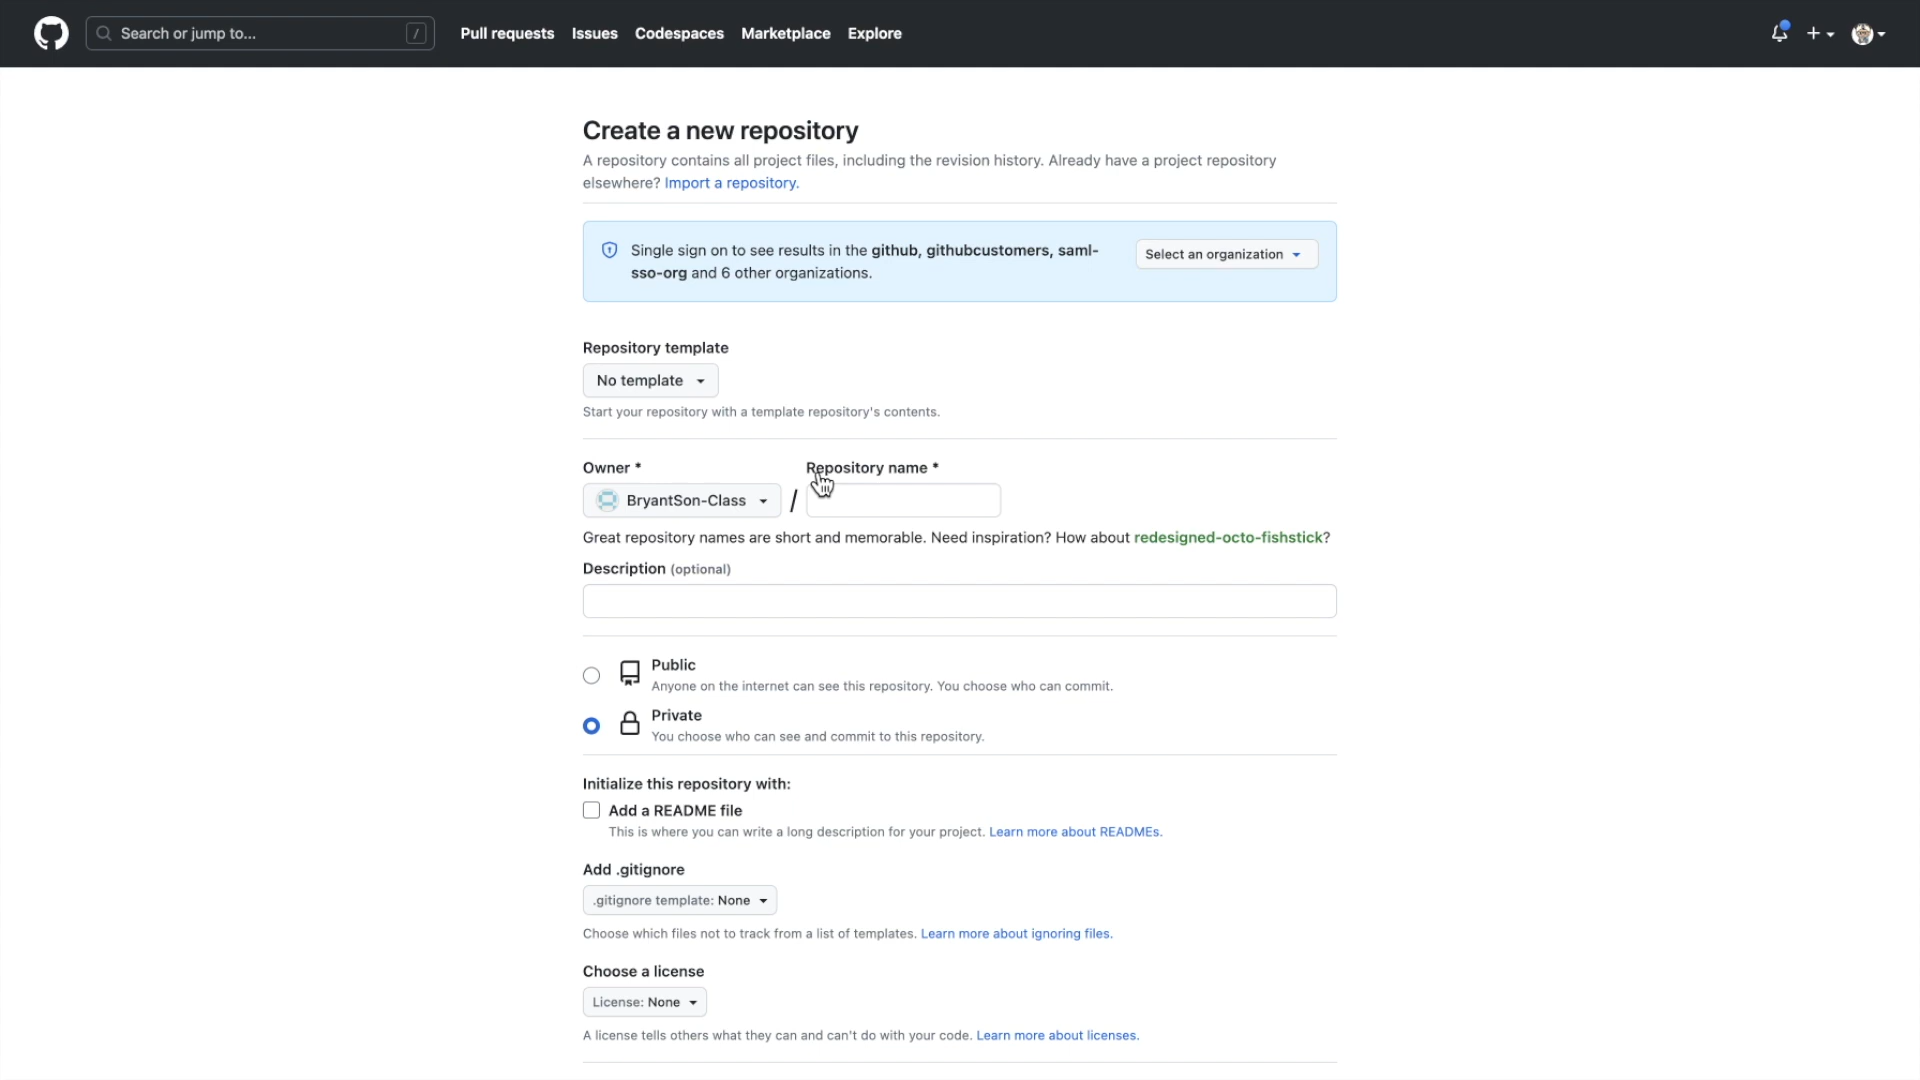 Search or jump to... /
Pull requests Issues Codespaces Marketplace Explore
Create a new repository
A repository contains all project files, including the revision history. Already have a project repository
elsewhere? Import a repository.
Single sign on to see results in the github, githubcustomers, saml-
sso-org and 6 other organizations.
Select an organization
Repository template
No template
Start your repository with a template repository's contents.
Owner * Repository name *
BryantSon-Class /
Great repository names are short and memorable. Need inspiration? How about redesigned-octo-fishstick?
Description (optional)
Public
Anyone on the internet can see this repository. You choose who can commit.
Private
You choose who can see and commit to this repository.
Initialize this repository with:
Add a README file
This is where you can write a long description for your project. Learn more about READMEs.
Add .gitignore
.gitignore template: None
Choose which files not to track from a list of templates. Learn more about ignoring files.
Choose a license
License: None
A license tells others what they can and can't do with your code. Learn more about licenses.